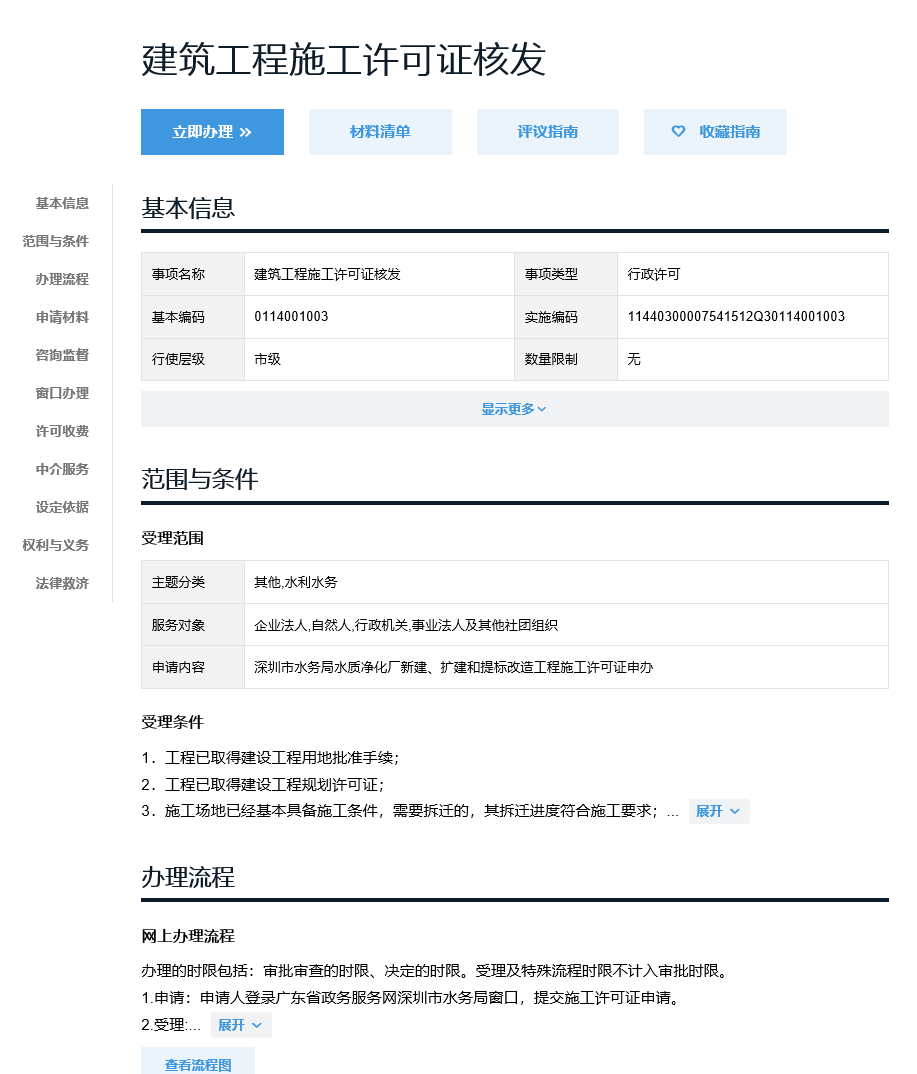 建筑工程施工许可证核发
立即办理
材料清单
评议指南
收藏指南
基本信息
范围与条件
办理流程
申请材料
咨询监督
窗口办理
许可收费
中介服务
设定依据
权利与义务
法律救济
基本信息
事项名称 建筑工程施工许可证核发 事项类型 行政许可
基本编码 0114001003 实施编码 11440300007541512Q30114001003
行使层级 市级 数量限制 无
显示更多
范围与条件
受理范围
主题分类 其他,水利水务
服务对象 企业法人,自然人,行政机关,事业法人及其他社团组织
申请内容 深圳市水务局水质净化厂新建、扩建和提标改造工程施工许可证申办
受理条件
1. 工程已取得建设工程用地批准手续；
2. 工程已取得建设工程规划许可证；
3. 施工场地已经基本具备施工条件，需要拆迁的，其拆迁进度符合施工要求；... 展开
办理流程
网上办理流程
办理的时限包括：审批审查的时限、决定的时限。受理及特殊流程时限不计入审批时限。
1.申请：申请人登录广东省政务服务网深圳市水务局窗口，提交施工许可证申请。
2.受理:... 展开
查看流程图